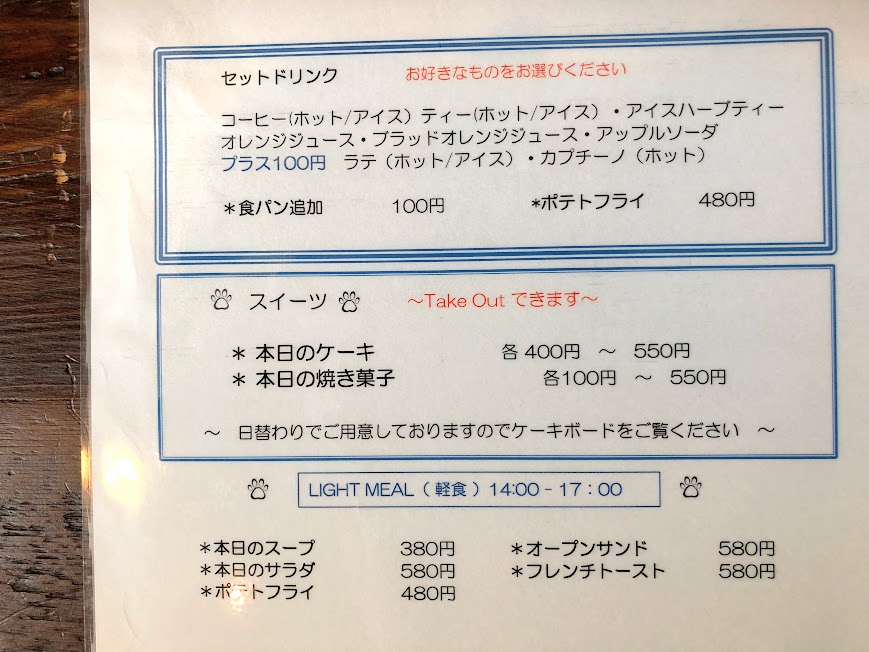 セットドリンク お好きなものをお選びください
コーヒー(ホット/アイス) ティー(ホット/アイス)・アイスハーブティー
オレンジジュース・ブラッドオレンジジュース・アップルソーダ
プラス100円 ラテ（ホット/アイス）・カプチーノ（ホット）
＊食パン追加 100円 *ポテトフライ 480円
スイーツ ～Take Out できます～
＊ 本日のケーキ 各 400円 ～ 550円
＊ 本日の焼き菓子 各100円 ～ 550円
～ 日替わりでご用意しておりますのでケーキボードをご覧ください ～
LIGHT MEAL（ 軽食 ）14:00 - 17：00
＊本日のスープ 380円 ＊オープンサンド 580円
＊本日のサラダ 580円 ＊フレンチトースト 580円
＊ポテトフライ 480円